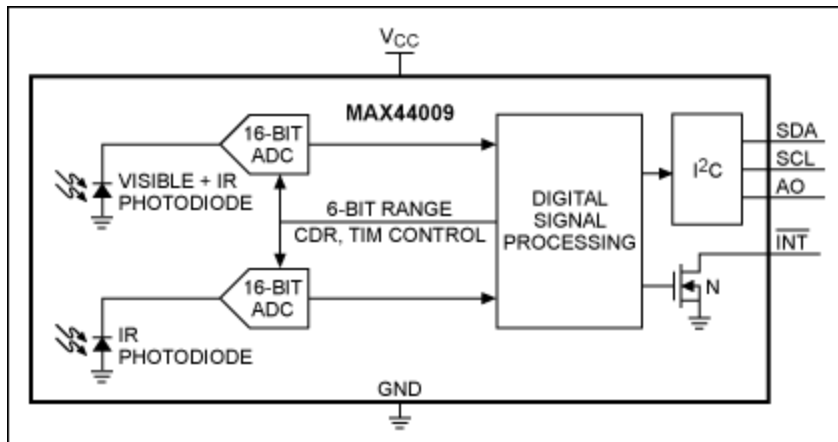 VCC
MAX44009
16-BIT
ADC
VISIBLE + IR
PHOTODIODE
6-BIT RANGE
CDR, TIM CONTROL
16-BIT
ADC
IR
PHOTODIODE
DIGITAL
SIGNAL
PROCESSING
I2C
SDA
SCL
AO
INT
N
GND